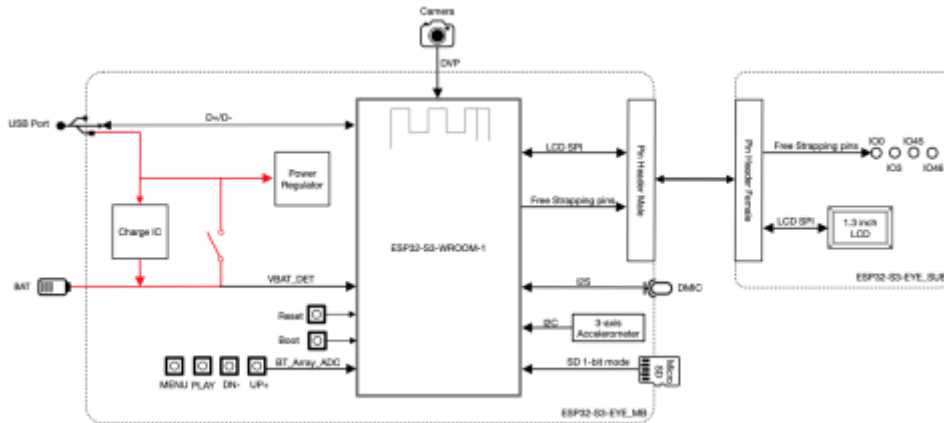 Camera
DVP
USB Port
D+/D-
Power
Regulator
Charge IC
BAT
VBAT_DET
Reset
Boot
BT_Array_ADC
MENU PLAY DN- UP+
ESP32-S3-WROOM-1
LCD SPI
Free Strapping pins
I2S
DMIC
I2C
3-axis
Accelerometer
SD 1-bit mode
Micro
SD
ESP32-S3-EYE_MB
Pin Header Male
Pin Header Female
Free Strapping pins
IO0
IO45
IO3
IO46
LCD SPI
1.3 inch
LCD
ESP32-S3-EYE_SUB